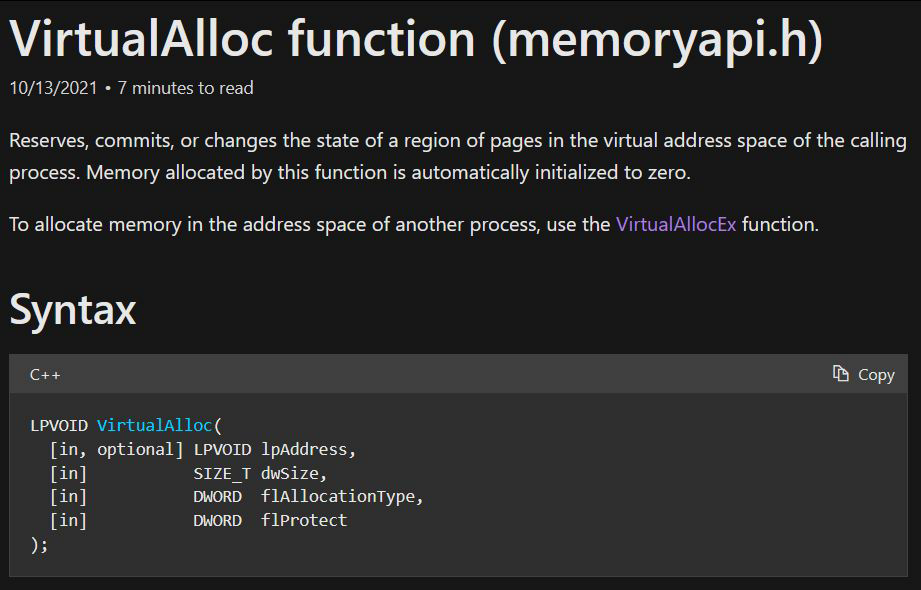 VirtualAlloc function (memoryapi.h)
10/13/2021 • 7 minutes to read
Reserves, commits, or changes the state of a region of pages in the virtual address space of the calling
process. Memory allocated by this function is automatically initialized to zero.
To allocate memory in the address space of another process, use the VirtualAllocEx function.
Syntax
C++ Copy
LPVOID VirtualAlloc(
  [in, optional] LPVOID lpAddress,
  [in]           SIZE_T dwSize,
  [in]           DWORD  flAllocationType,
  [in]           DWORD  flProtect
);